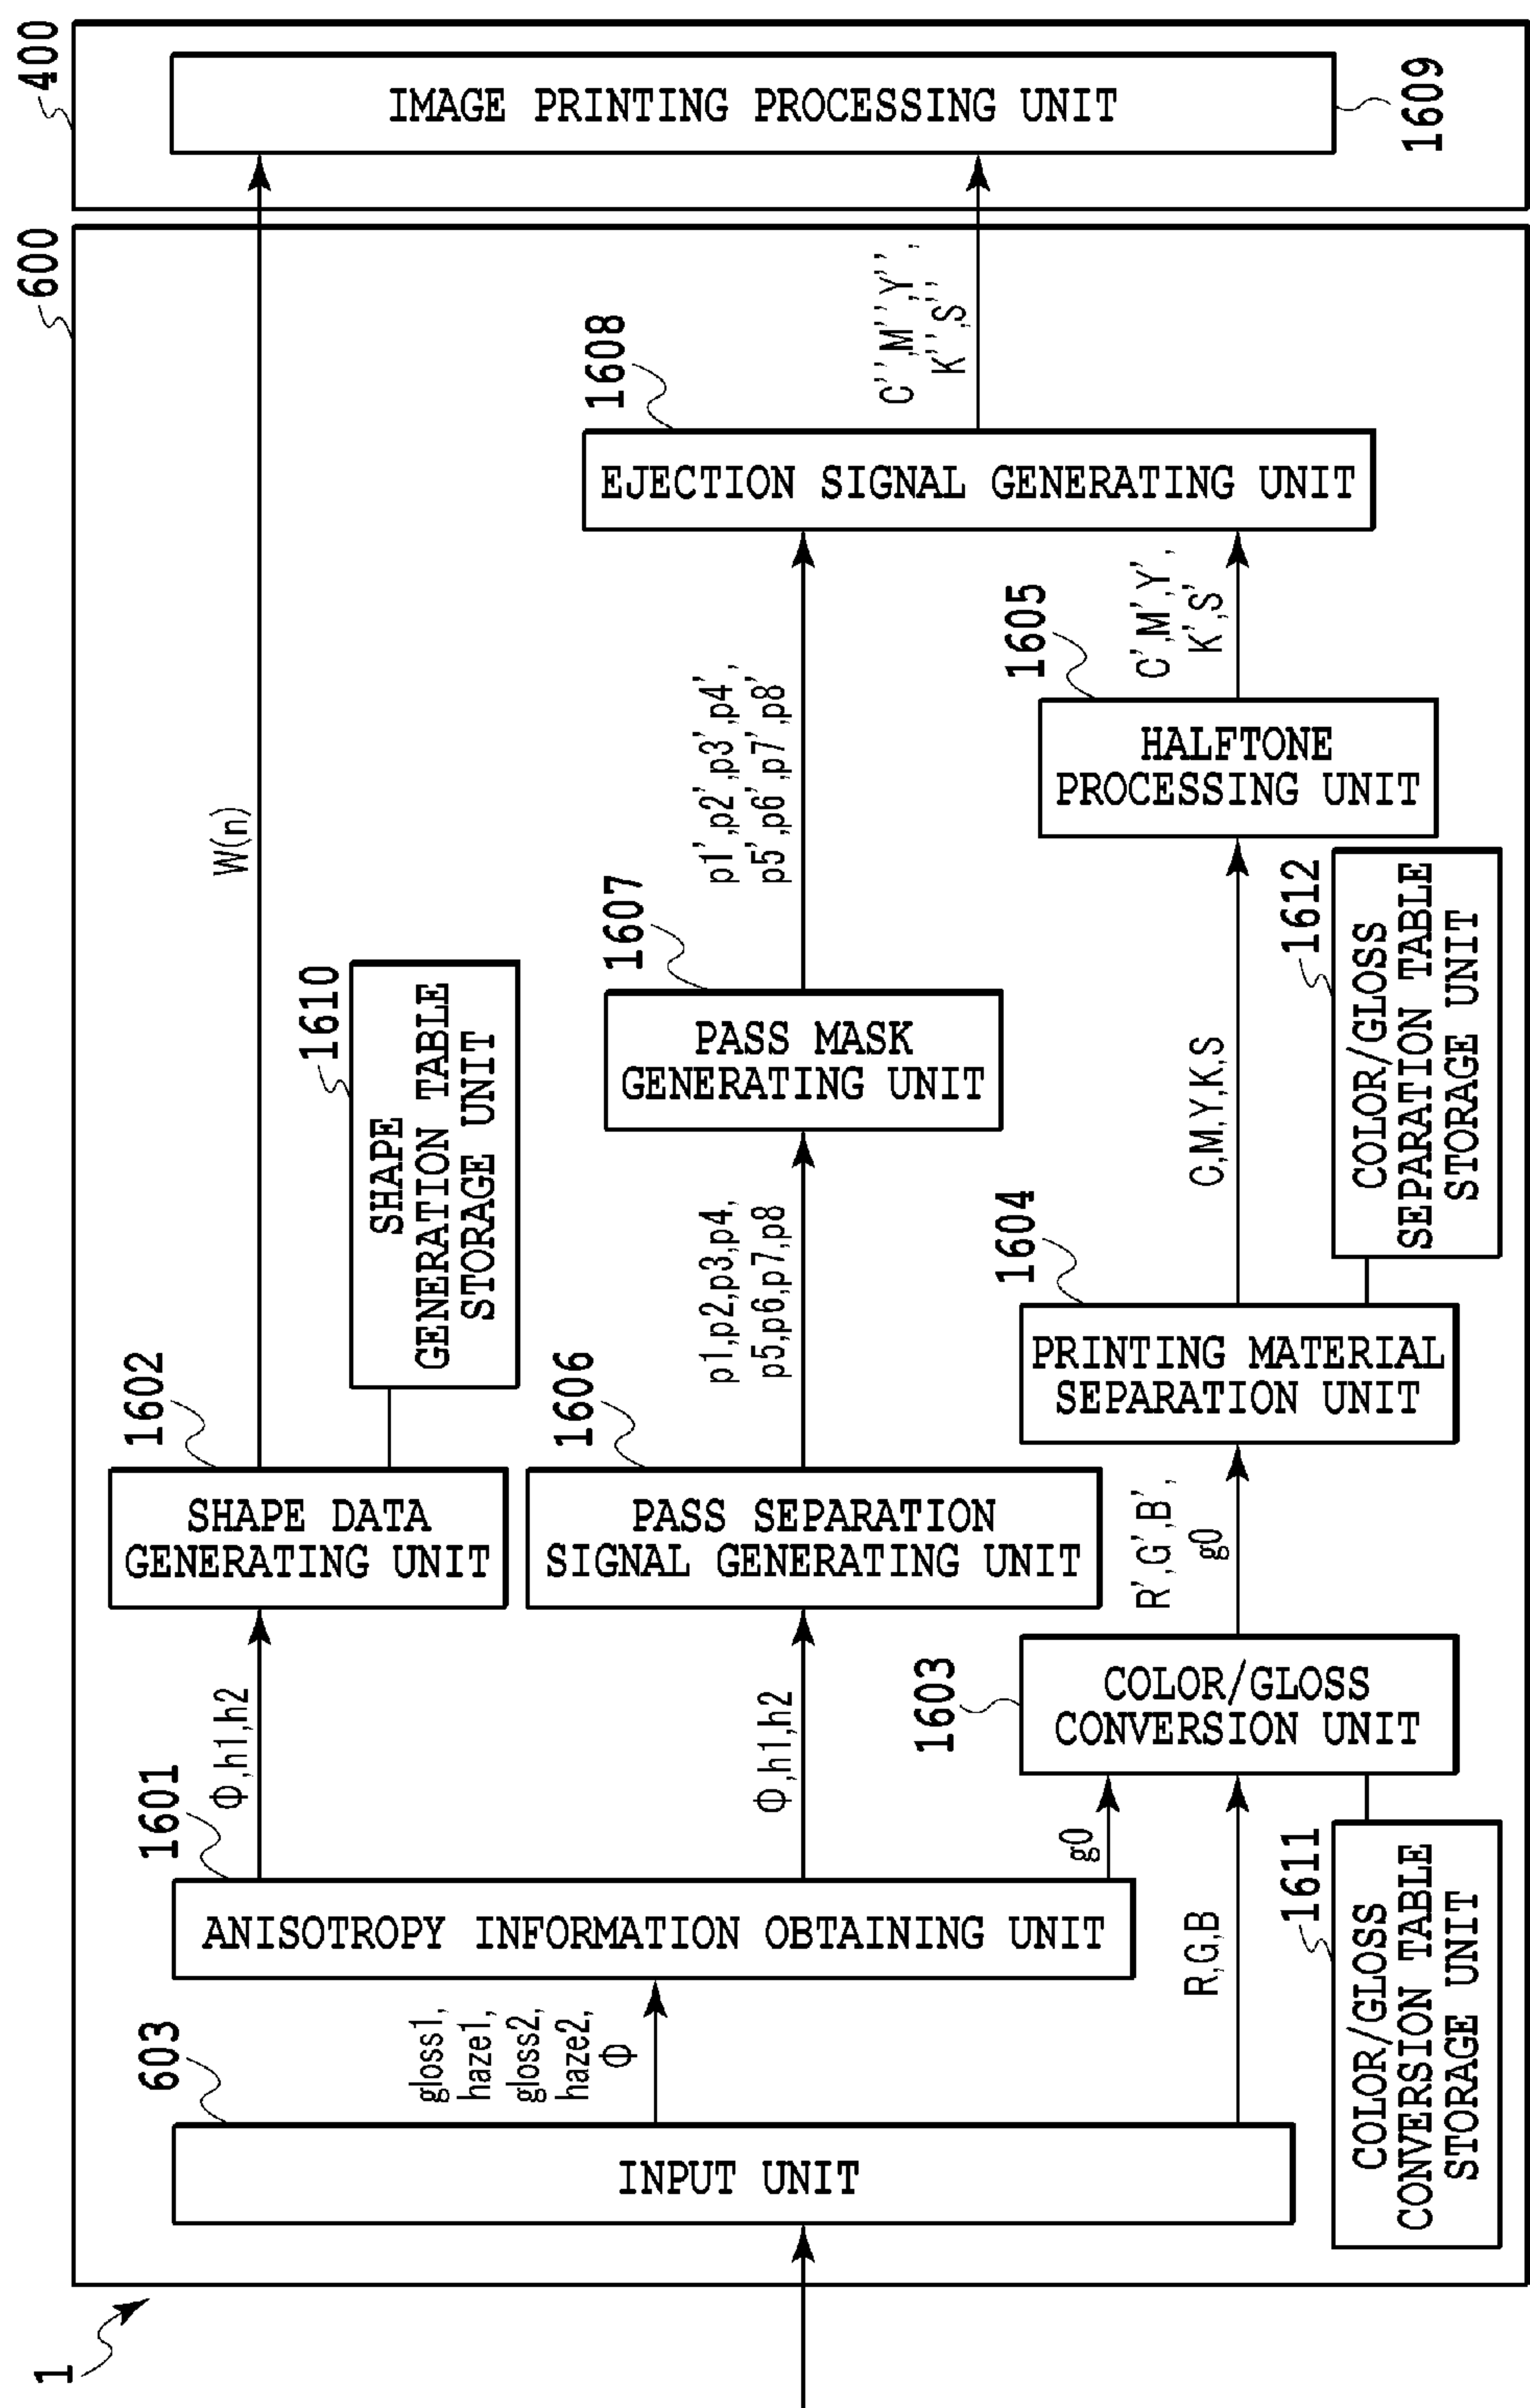 1
600
400
603
INPUT UNIT
gloss1,
haze1,
gloss2,
haze2,
Φ
R,G,B
1601
ANISOTROPY INFORMATION OBTAINING UNIT
Φ,h1,h2
Φ,h1,h2
g0
1602
SHAPE DATA
GENERATING UNIT
1610
SHAPE
GENERATION TABLE
STORAGE UNIT
W(n)
1606
PASS SEPARATION
SIGNAL GENERATING UNIT
p1,p2,p3,p4,
p5,p6,p7,p8
1607
PASS MASK
GENERATING UNIT
p1',p2',p3',p4',
p5',p6',p7',p8'
1611
COLOR/GLOSS
CONVERSION TABLE
STORAGE UNIT
1603
COLOR/GLOSS
CONVERSION UNIT
R',G',B',
g0
1604
PRINTING MATERIAL
SEPARATION UNIT
1612
COLOR/GLOSS
SEPARATION TABLE
STORAGE UNIT
C,M,Y,K,S
1605
HALFTONE
PROCESSING UNIT
C',M',Y',
K',S'
1608
EJECTION SIGNAL GENERATING UNIT
C'',M'',Y'',
K'',S''
IMAGE PRINTING PROCESSING UNIT
1609